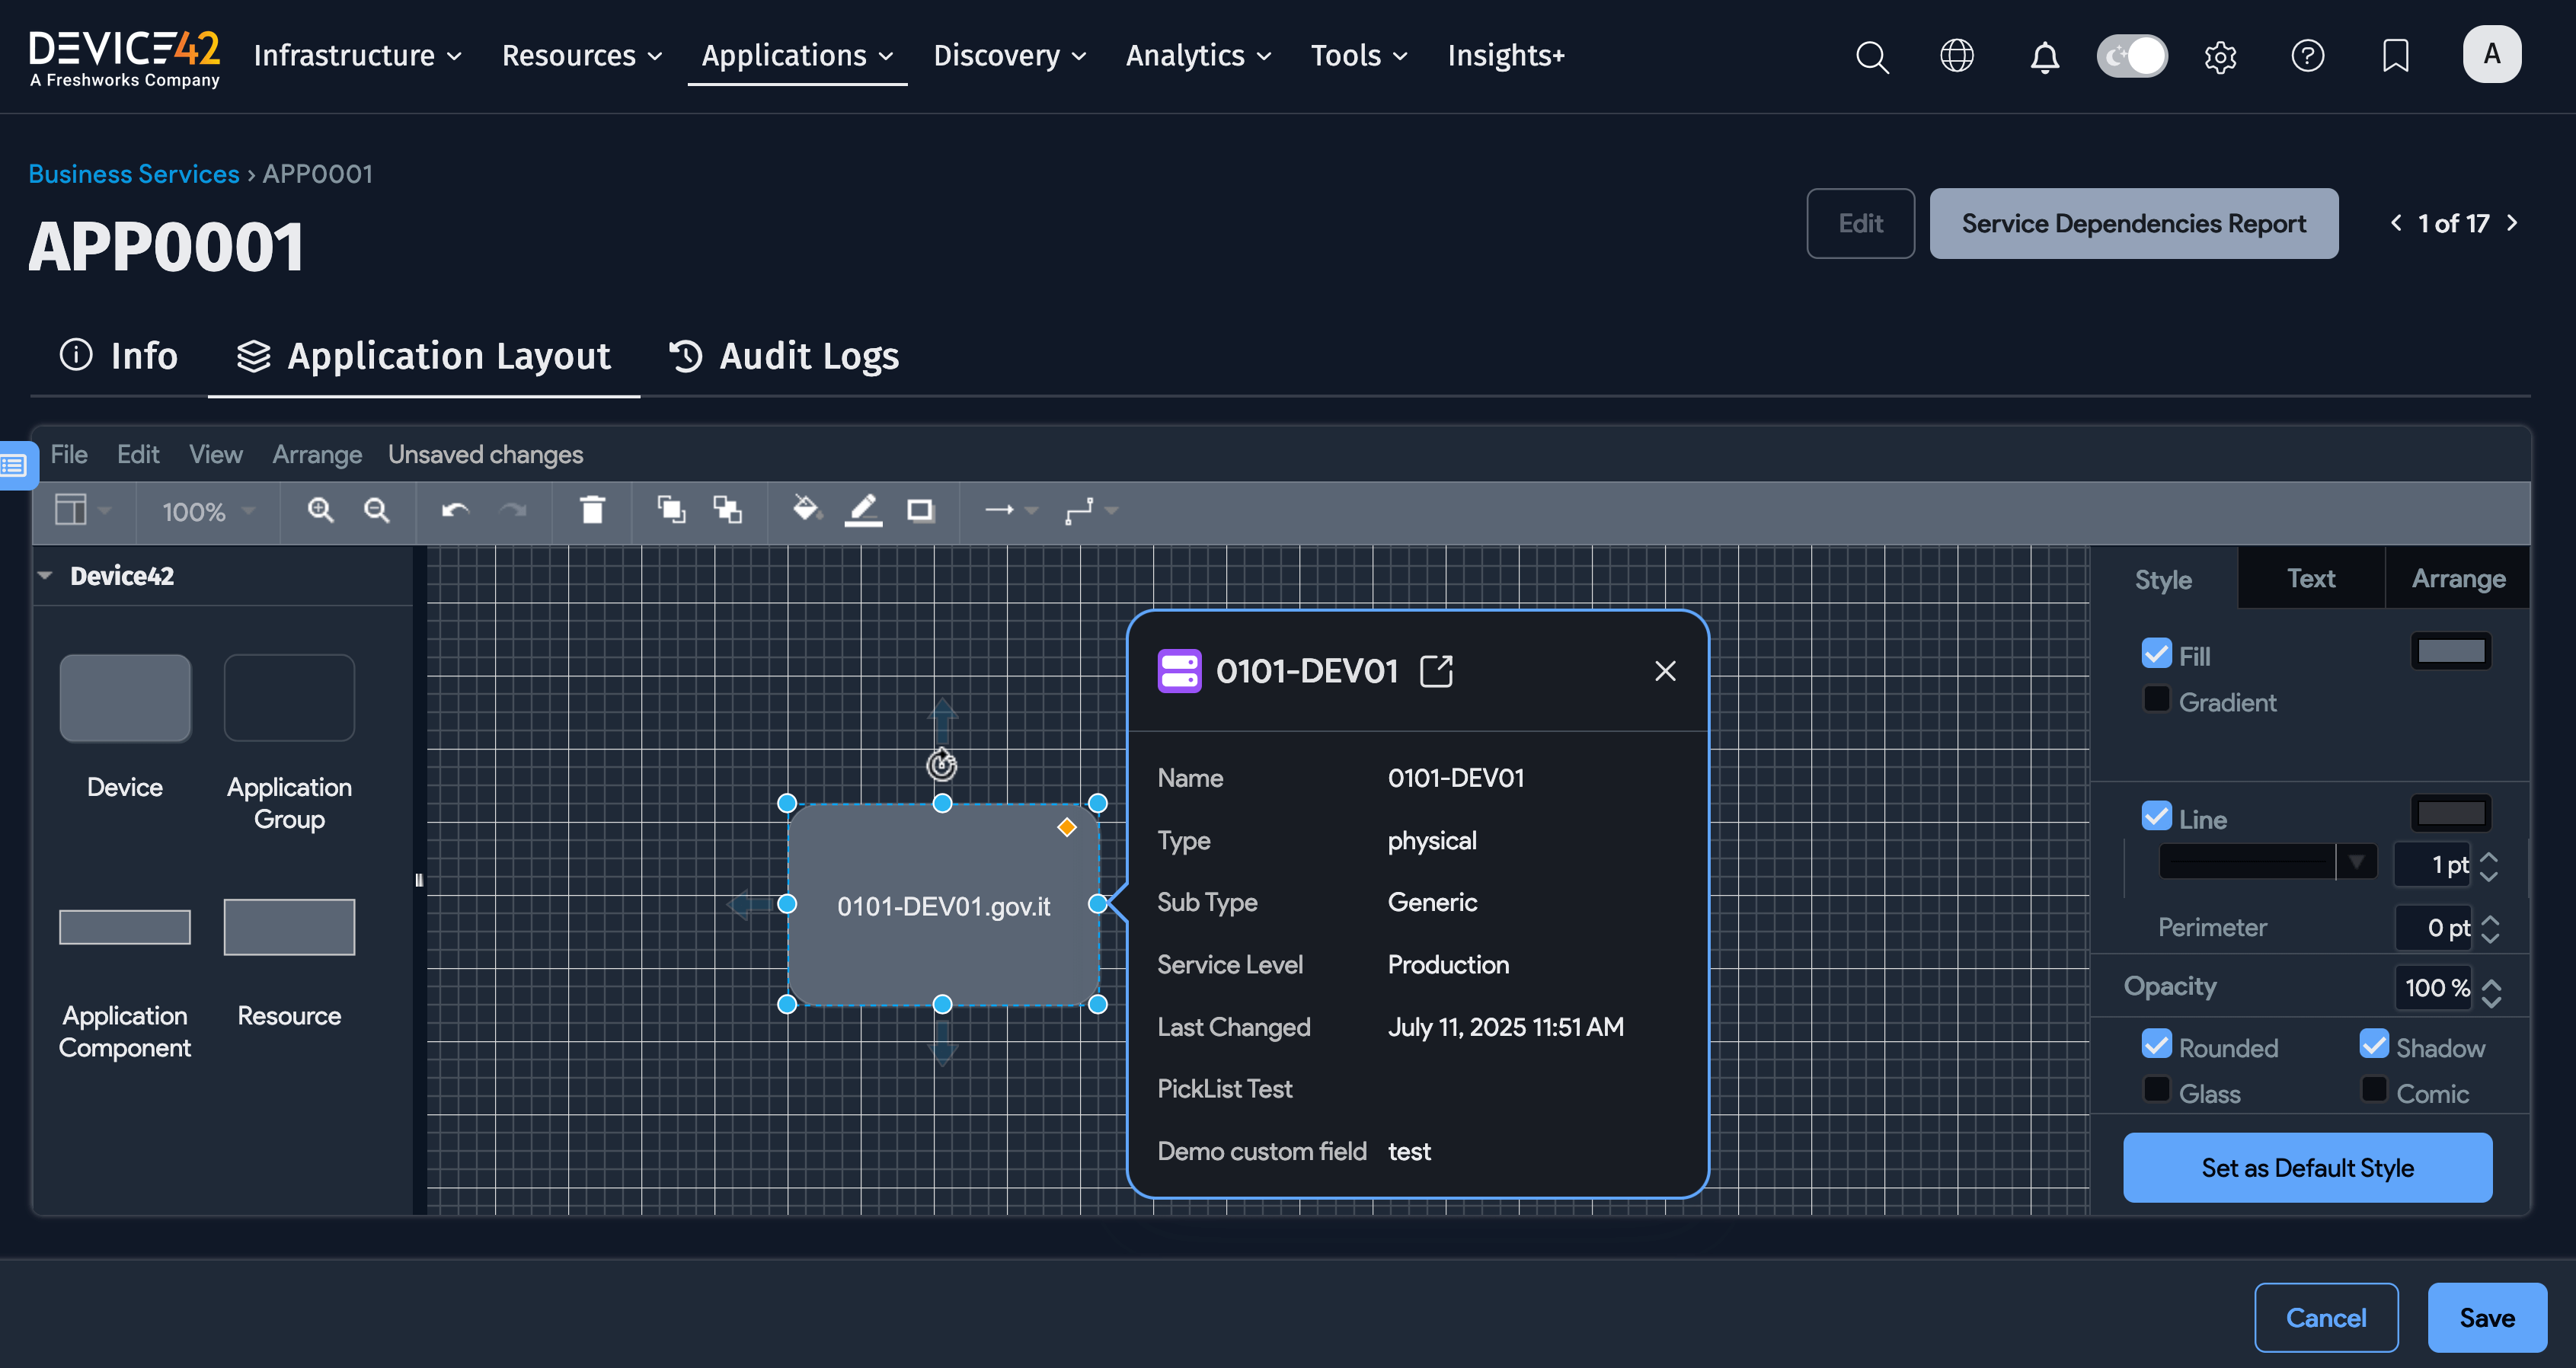 DEVICE42
A Freshworks Company
Infrastructure
Resources
Applications
Discovery
Analytics
Tools
Insights+
A
Business Services › APP0001
APP0001
Edit
Service Dependencies Report
1 of 17
Info
Application Layout
Audit Logs
File
Edit
View
Arrange
Unsaved changes
100%
Device42
Device
Application
Group
Application
Component
Resource
0101-DEV01.gov.it
0101-DEV01
Name 0101-DEV01
Type physical
Sub Type Generic
Service Level Production
Last Changed July 11, 2025 11:51 AM
PickList Test
Demo custom field test
Style
Text
Arrange
Fill
Gradient
Line
1 pt
Perimeter 0 pt
Opacity 100 %
Rounded Shadow
Glass Comic
Set as Default Style
Cancel
Save